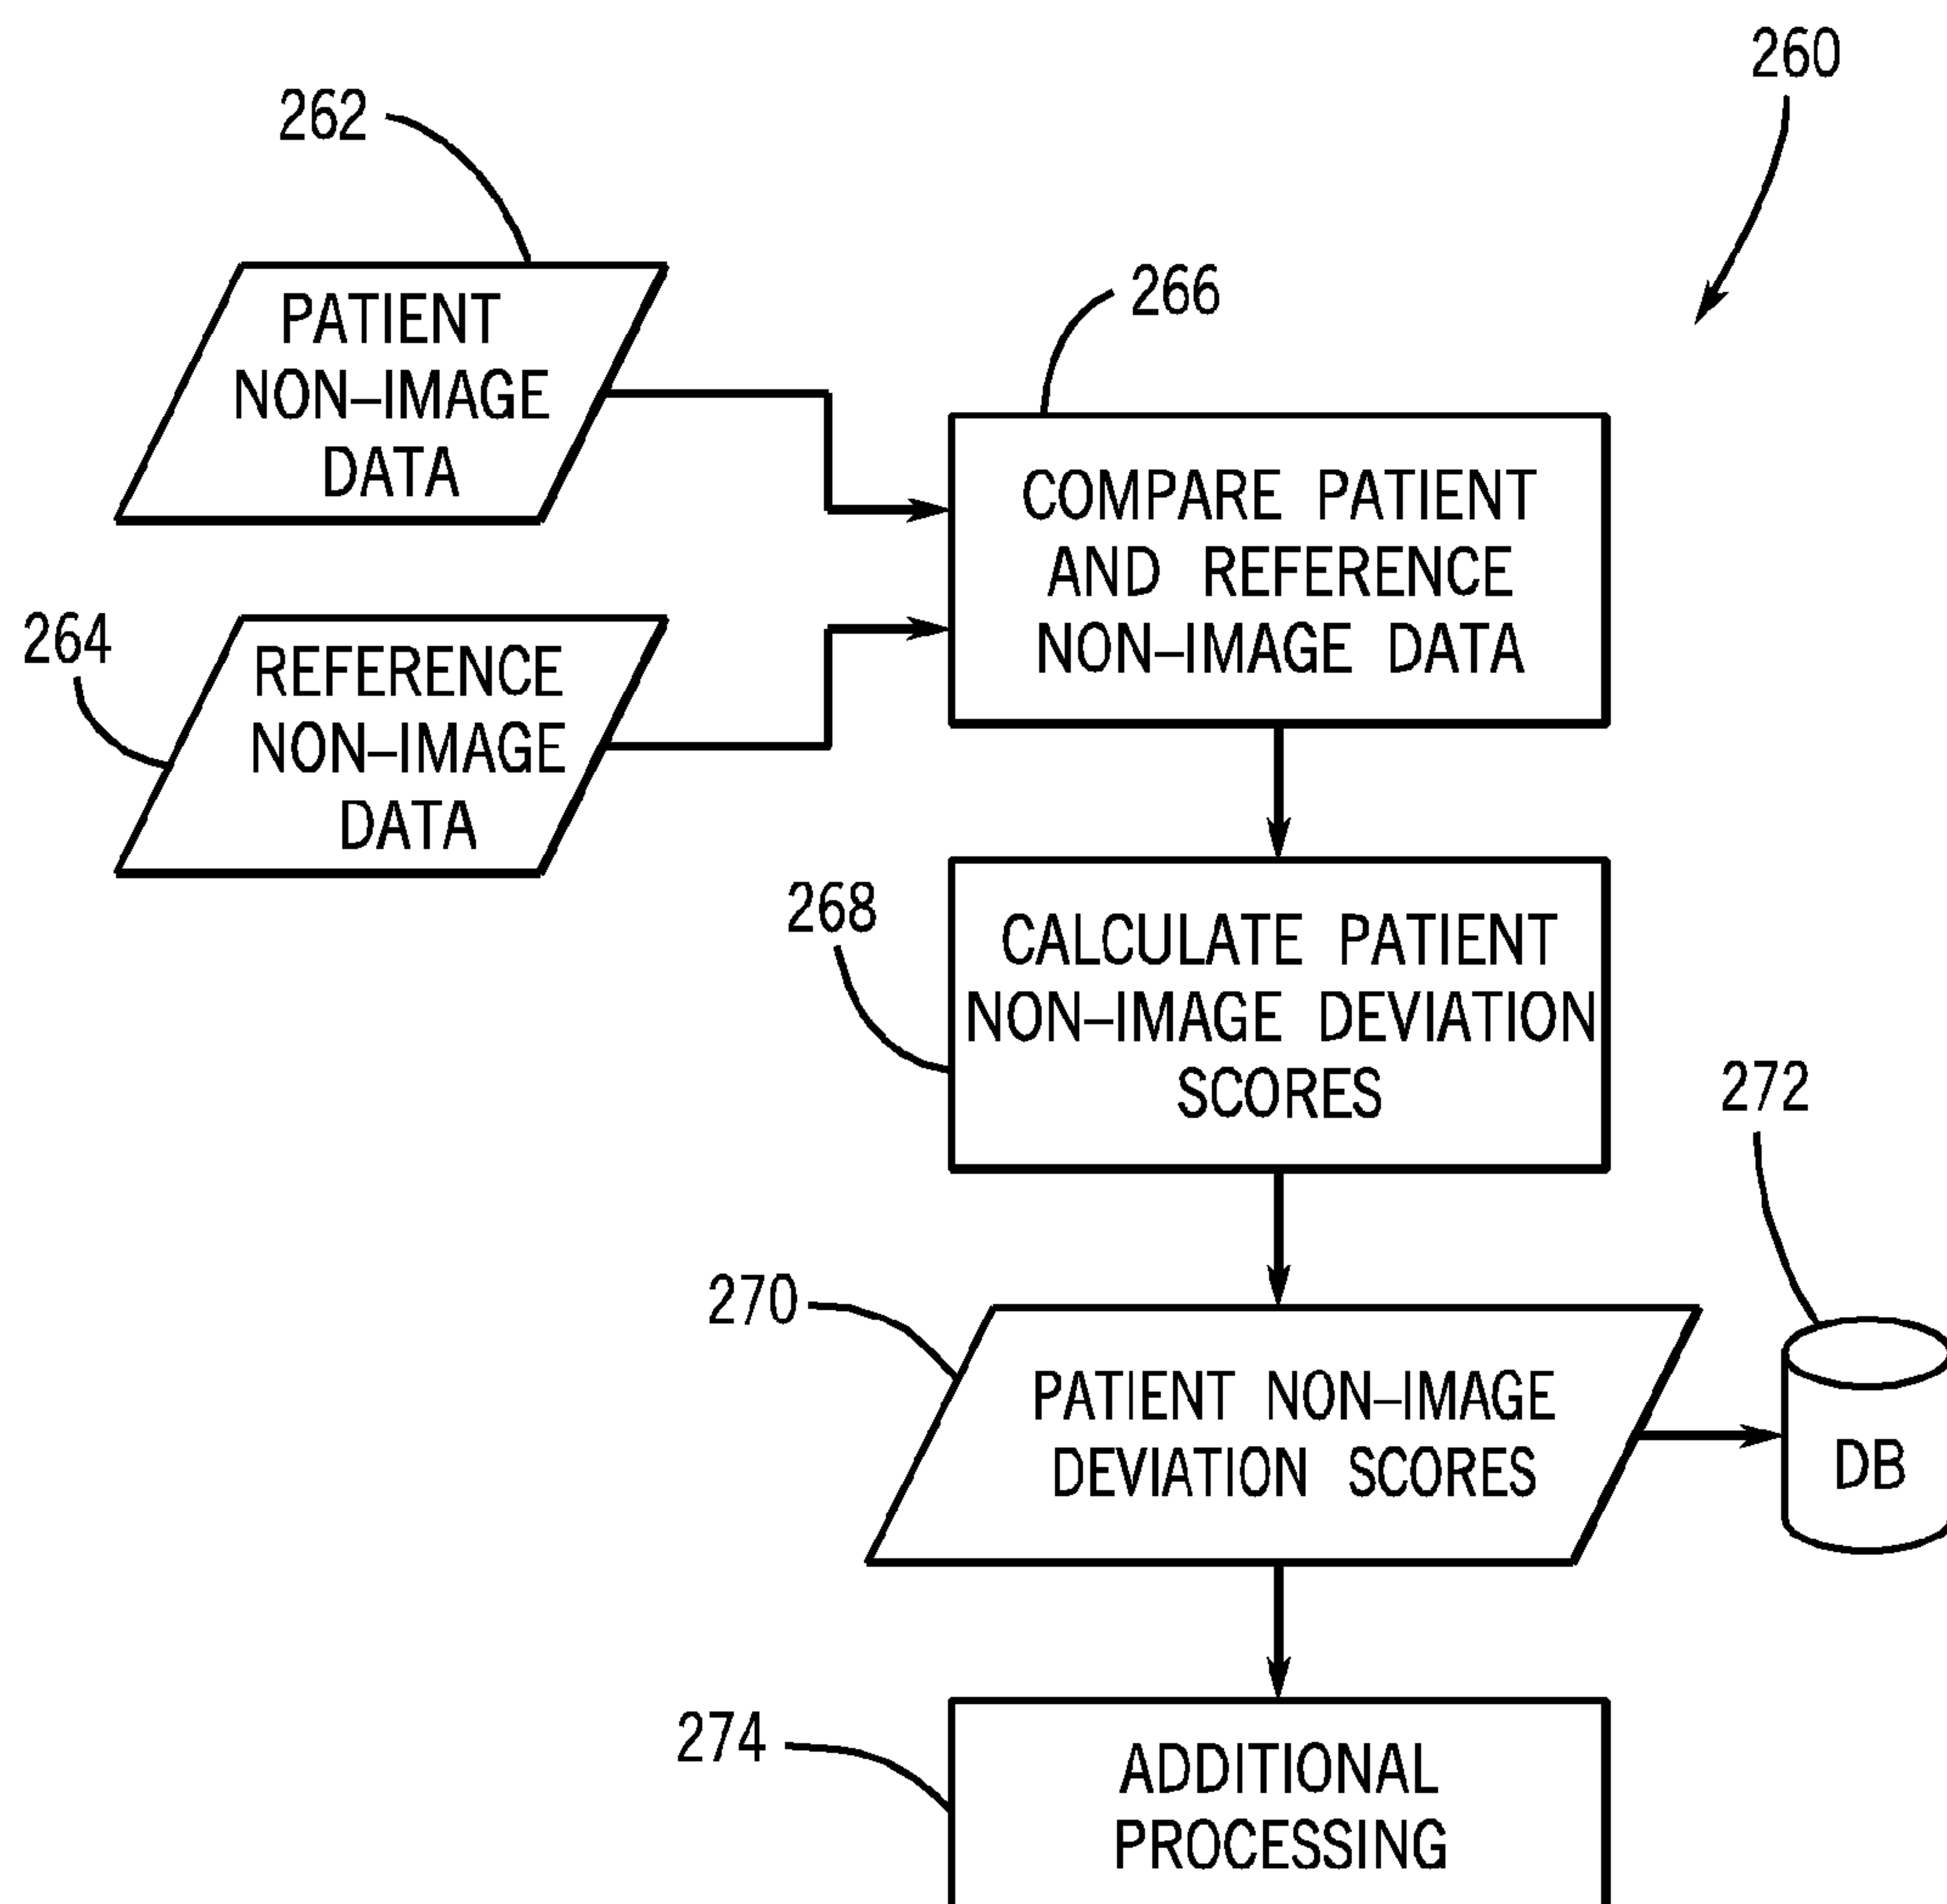 260
262
PATIENT
NON–IMAGE
DATA
266
COMPARE PATIENT
AND REFERENCE
NON–IMAGE DATA
264
REFERENCE
NON–IMAGE
DATA
268
CALCULATE PATIENT
NON–IMAGE DEVIATION
SCORES
272
270
PATIENT NON–IMAGE
DEVIATION SCORES
DB
274
ADDITIONAL
PROCESSING